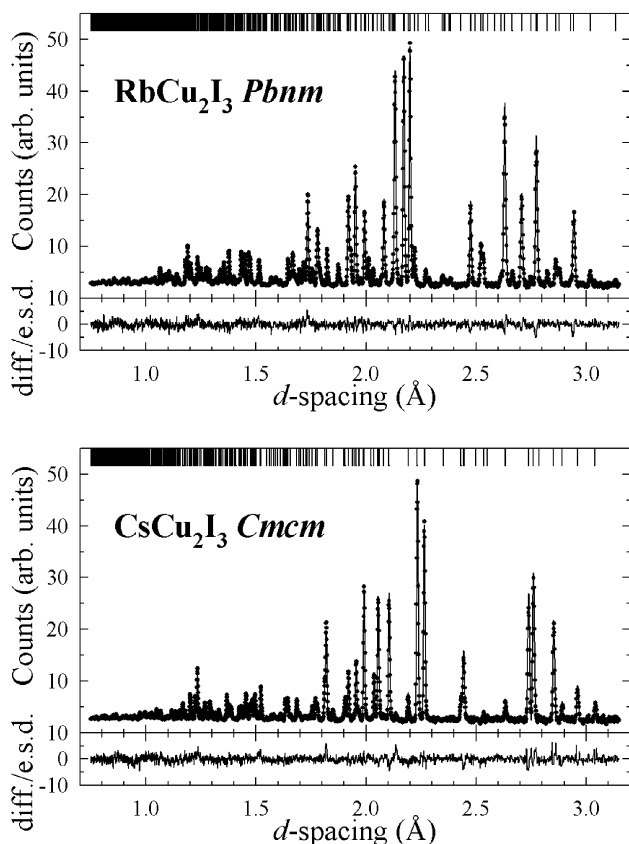 50
RbCu₂I₃ Pbnm
40
30
20
10
Counts (arb. units)
10
0
-10
diff./e.s.d.
1.0 1.5 2.0 2.5 3.0
d-spacing (Å)
50
CsCu₂I₃ Cmcm
40
30
20
10
Counts (arb. units)
10
0
-10
diff./e.s.d.
1.0 1.5 2.0 2.5 3.0
d-spacing (Å)